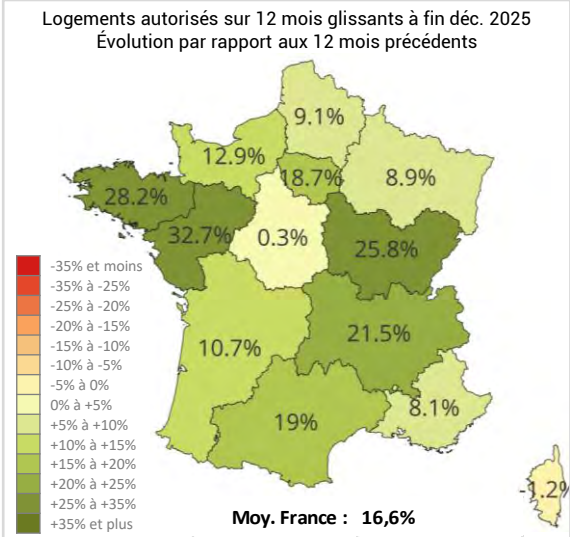 Logements autorisés sur 12 mois glissants à fin déc. 2025
Évolution par rapport aux 12 mois précédents
9.1%
12.9%
18.7%
8.9%
28.2%
32.7%
0.3%
25.8%
-35% et moins
-35% à -25%
-25% à -20%
-20% à -15%
-15% à -10%
-10% à -5%
-5% à 0%
0% à +5%
+5% à +10%
+10% à +15%
+15% à +20%
+20% à +25%
+25% à +35%
+35% et plus
10.7%
21.5%
19%
8.1%
-1.2%
Moy. France : 16,6%